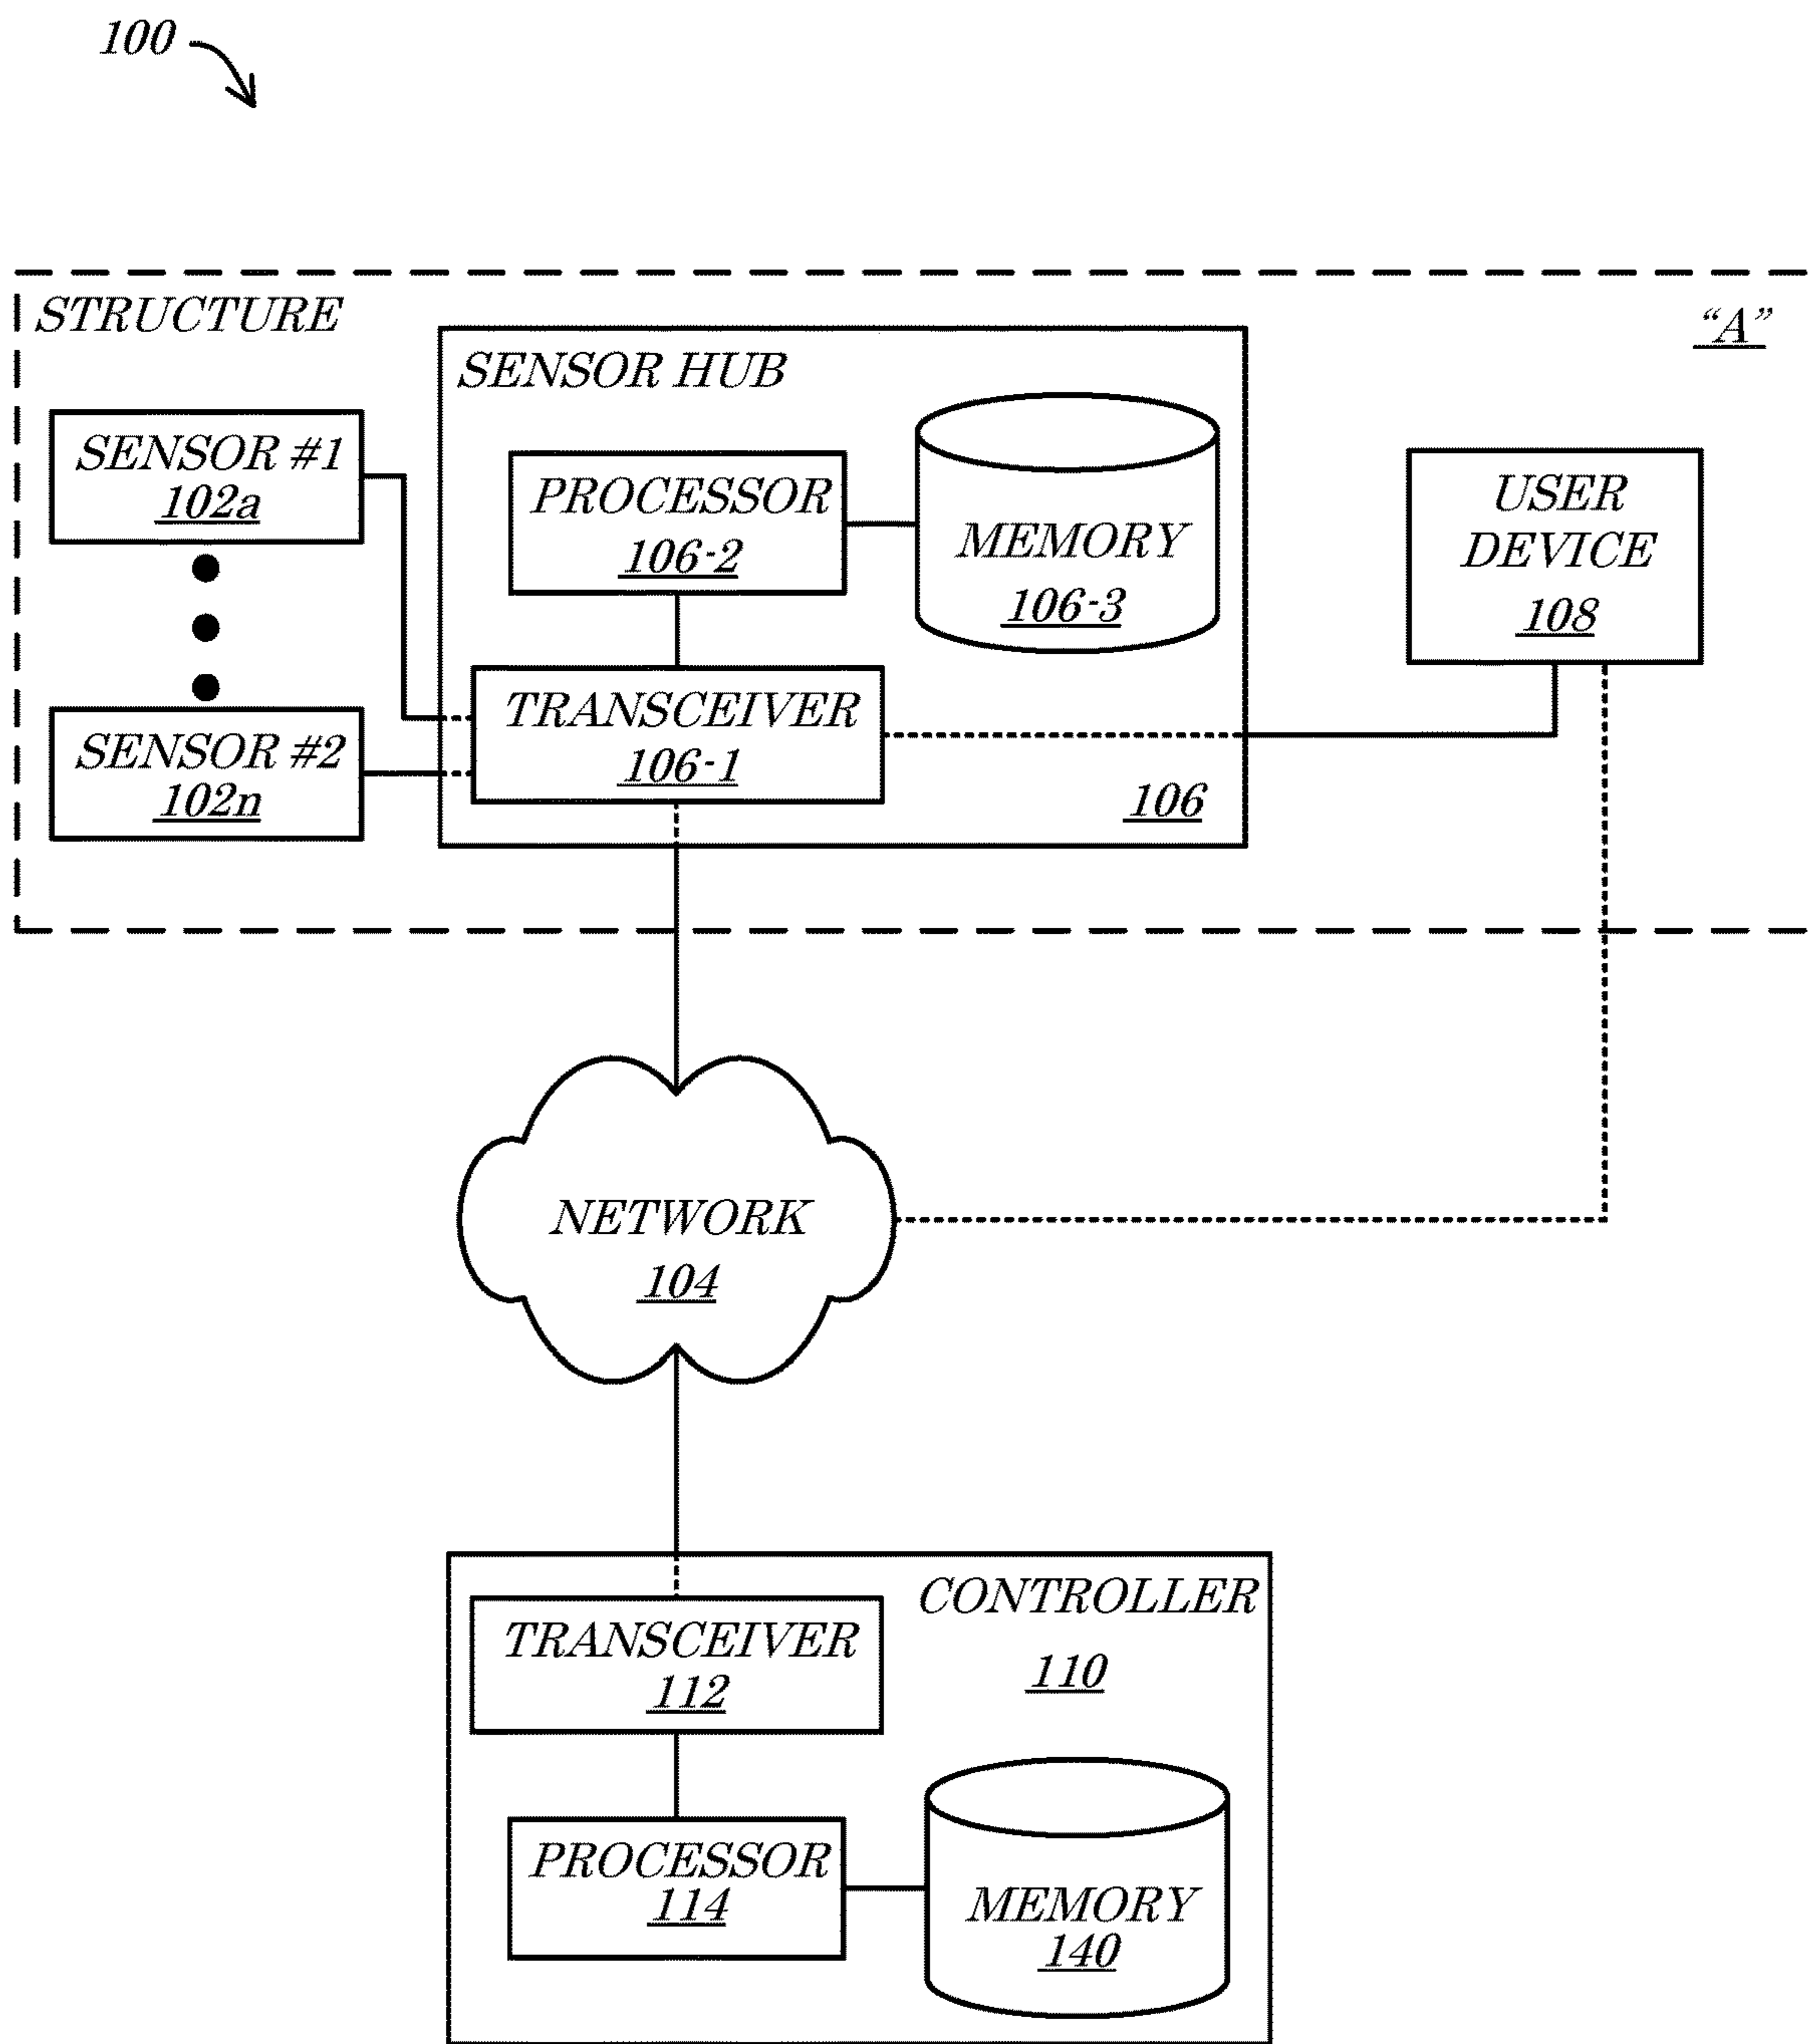 100
STRUCTURE
“A”
SENSOR HUB
SENSOR #1
102a
PROCESSOR
106-2
MEMORY
106-3
USER
DEVICE
108
SENSOR #2
102n
TRANSCEIVER
106-1
106
NETWORK
104
CONTROLLER
110
TRANSCEIVER
112
PROCESSOR
114
MEMORY
140